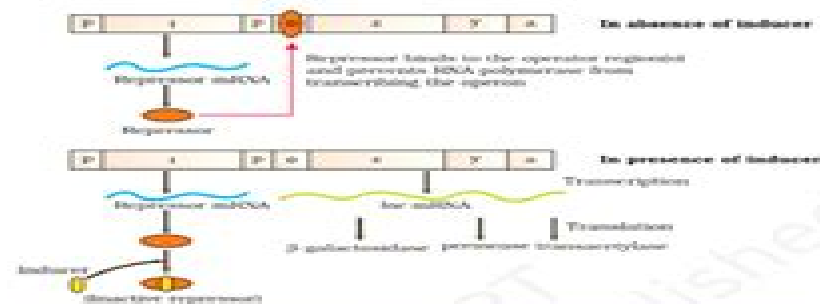 p i p o z y a In absence of inducer
Repressor binds to the operator region(o)
and prevents RNA polymerase from
transcribing the operon
Repressor mRNA
Repressor
p i p o z y a In presence of inducer
Transcription
Repressor mRNA lac mRNA
Translation
β-galactosidase permease transacetylase
Inducer
(Inactive repressor)